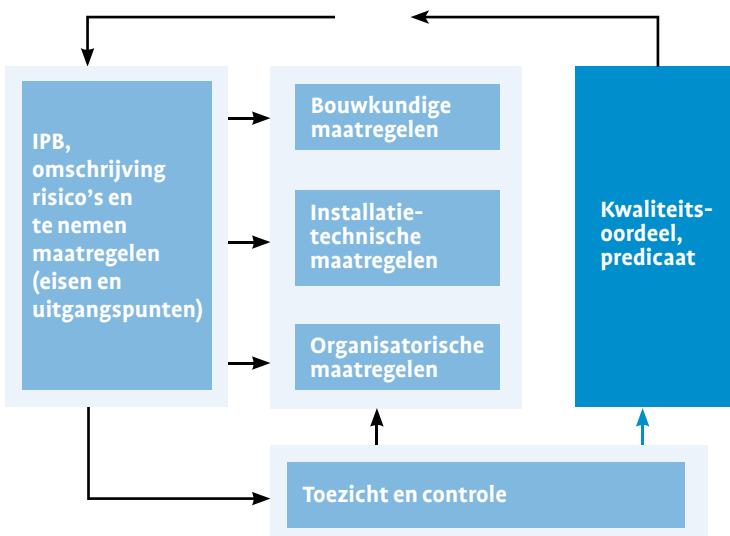 IPB,
omschrijving
risico's en
te nemen
maatregelen
(eisen en
uitgangspunten)
Bouwkundige
maatregelen
Installatie-
technische
maatregelen
Organisatorische
maatregelen
Kwaliteits-
oordeel,
predicaat
Toezicht en controle